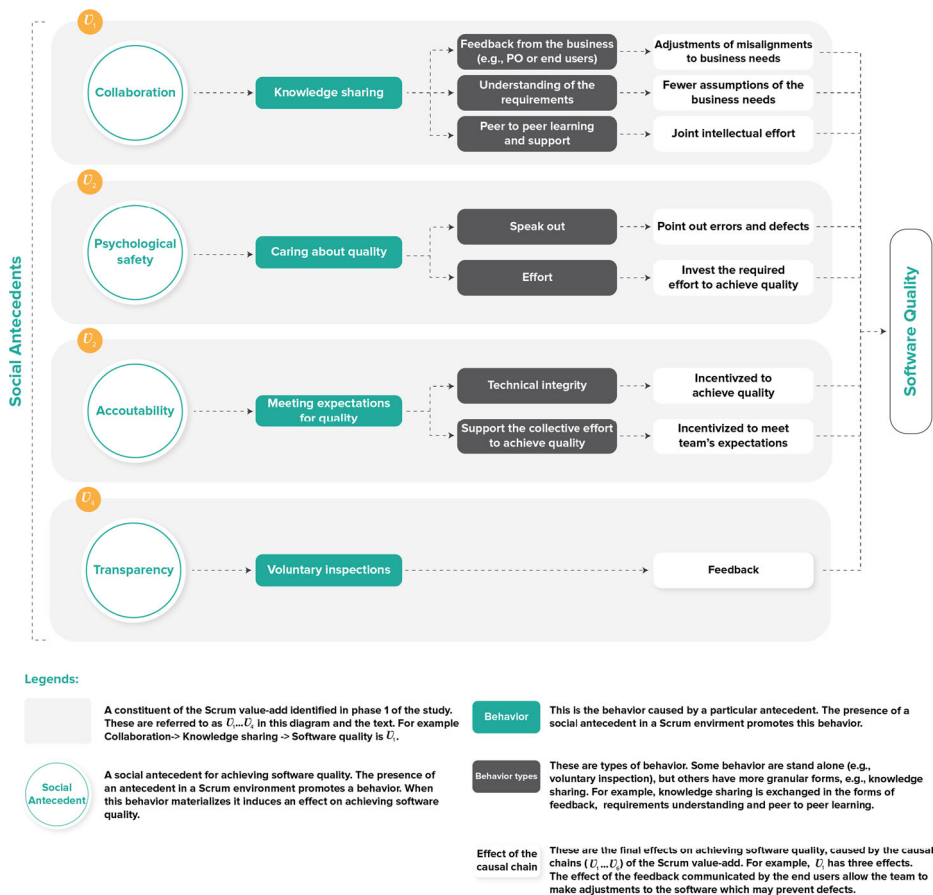 Social Antecedents
U1
Collaboration
Knowledge sharing
Feedback from the business
(e.g., PO or end users)
Adjustments of misalignments
to business needs
Understanding of the
requirements
Fewer assumptions of the
business needs
Peer to peer learning
and support
Joint intellectual effort
U2
Psychological
safety
Caring about quality
Speak out
Point out errors and defects
Effort
Invest the required
effort to achieve quality
U2
Accoutability
Meeting expectations
for quality
Technical integrity
Incentivzed to
achieve quality
Support the collective effort
to achieve quality
Incentivized to meet
team's expectations
U4
Transparency
Voluntary inspections
Feedback
Software Quality
Legends:
A constituent of the Scrum value-add identified in phase 1 of the study.
These are referred to as U1...U4 in this diagram and the text. For example
Collaboration-> Knowledge sharing -> Software quality is U1.
Social
Antecedent
A social antecedent for achieving software quality. The presence of
an antecedent in a Scrum environment promotes a behavior. When
this behavior materializes it induces an effect on achieving software
quality.
Behavior
This is the behavior caused by a particular antecedent. The presence of a
social antecedent in a Scrum envirment promotes this behavior.
Behavior types
These are types of behavior. Some behavior are stand alone (e.g.,
voluntary inspection), but others have more granular forms, e.g., knowledge
sharing. For example, knowledge sharing is exchanged in the forms of
feedback, requirements understanding and peer to peer learning.
Effect of the
causal chain
These are the final effects on achieving software quality, caused by the causal
chains (U1...U6) of the Scrum value-add. For example, U1 has three effects.
The effect of the feedback communicated by the end users allow the team to
make adjustments to the software which may prevent defects.